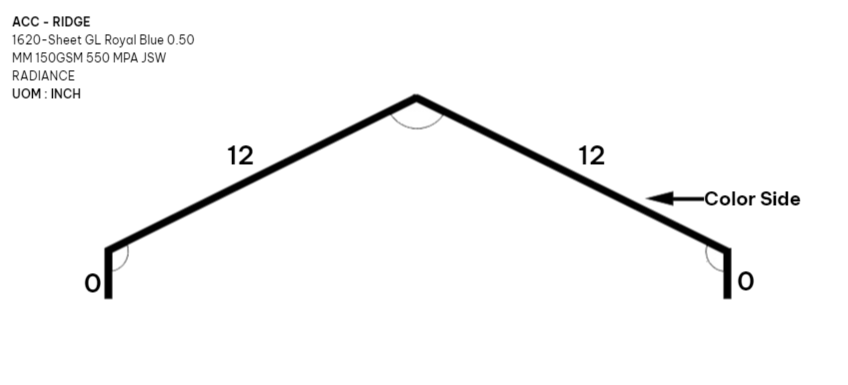 ACC - RIDGE
1620-Sheet GL Royal Blue 0.50
MM 150GSM 550 MPA JSW
RADIANCE
UOM : INCH
12
12
Color Side
0
0